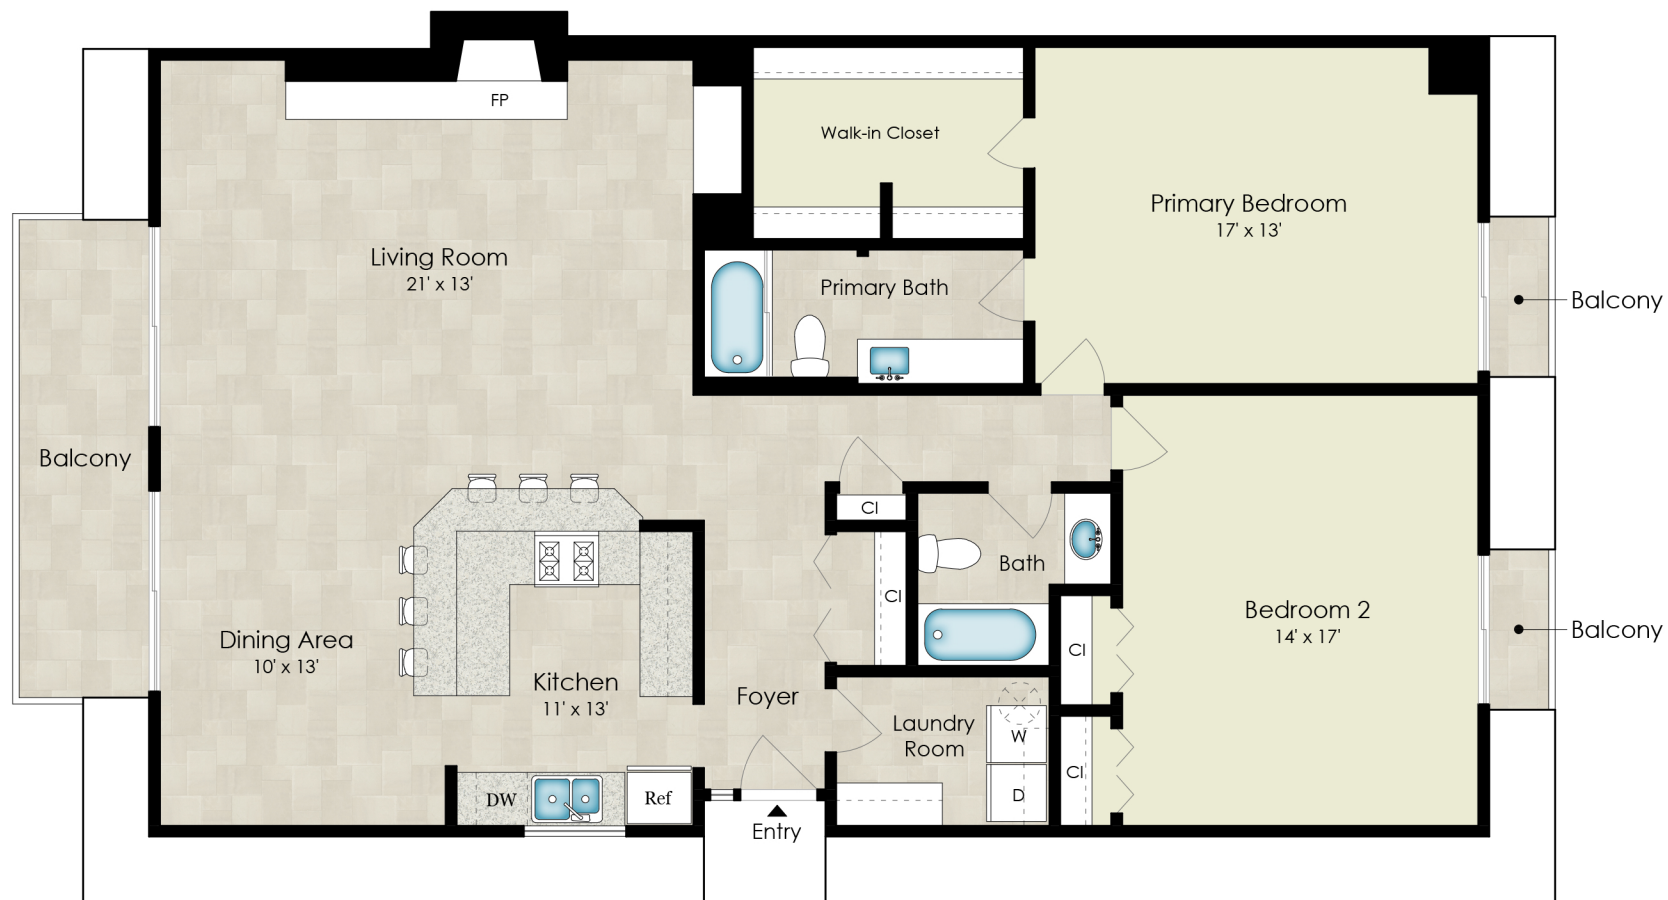 FP
Walk-in Closet
Primary Bedroom
17' x 13'
Living Room
21' x 13'
Primary Bath
Balcony
Balcony
Cl
Bath
Cl
Bedroom 2
14' x 17'
Balcony
Dining Area
10' x 13'
Cl
Kitchen
11' x 13'
Foyer
Laundry
Room
W
Cl
DW
Ref
D
Entry